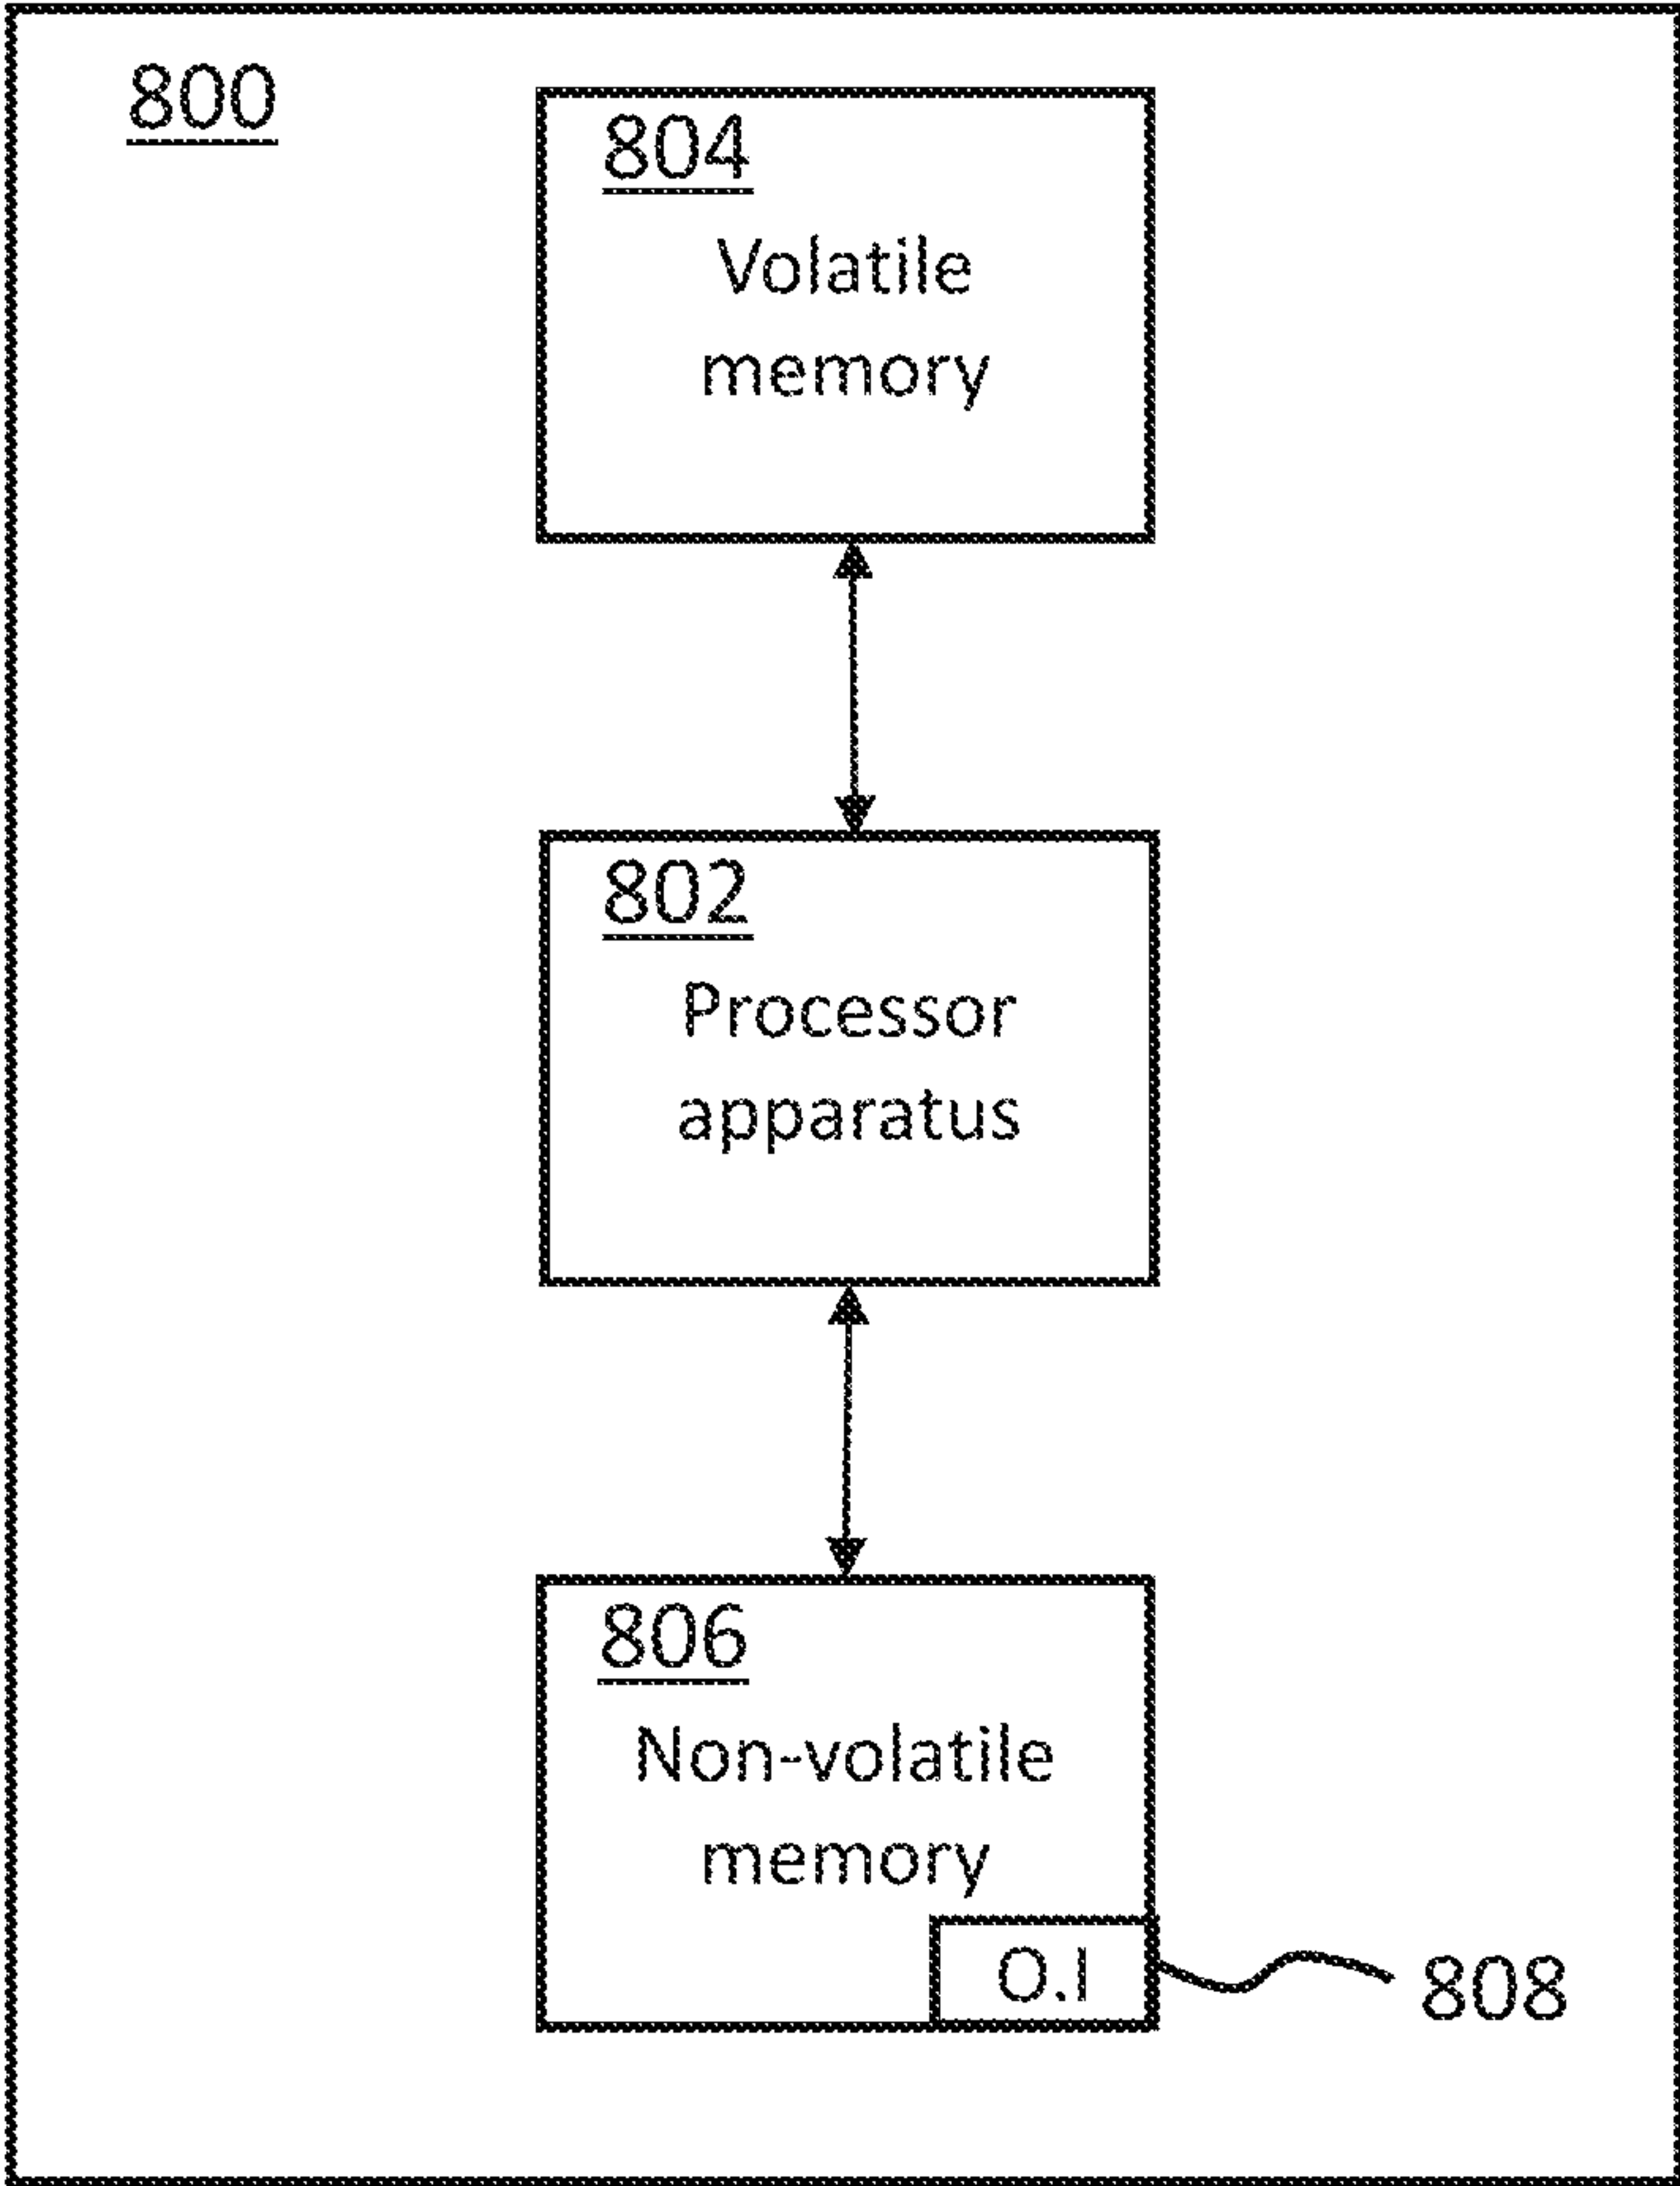 800
804
Volatile
memory
802
Processor
apparatus
806
Non-volatile
memory
O.I
808